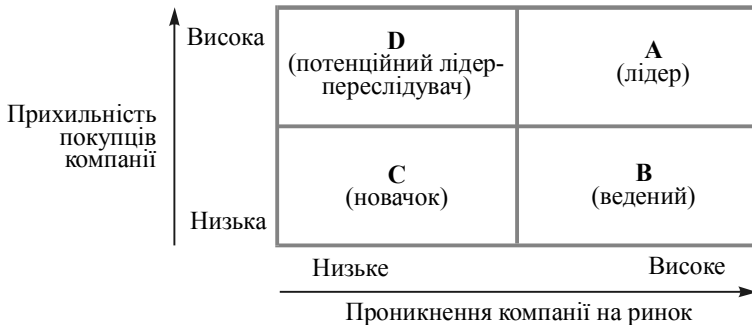 Висока
D
(потенційний лідер-
переслідувач)
A
(лідер)
Прихильність
покупців
компанії
C
(новачок)
B
(ведений)
Низька
Низьке
Високе
Проникнення компанії на ринок